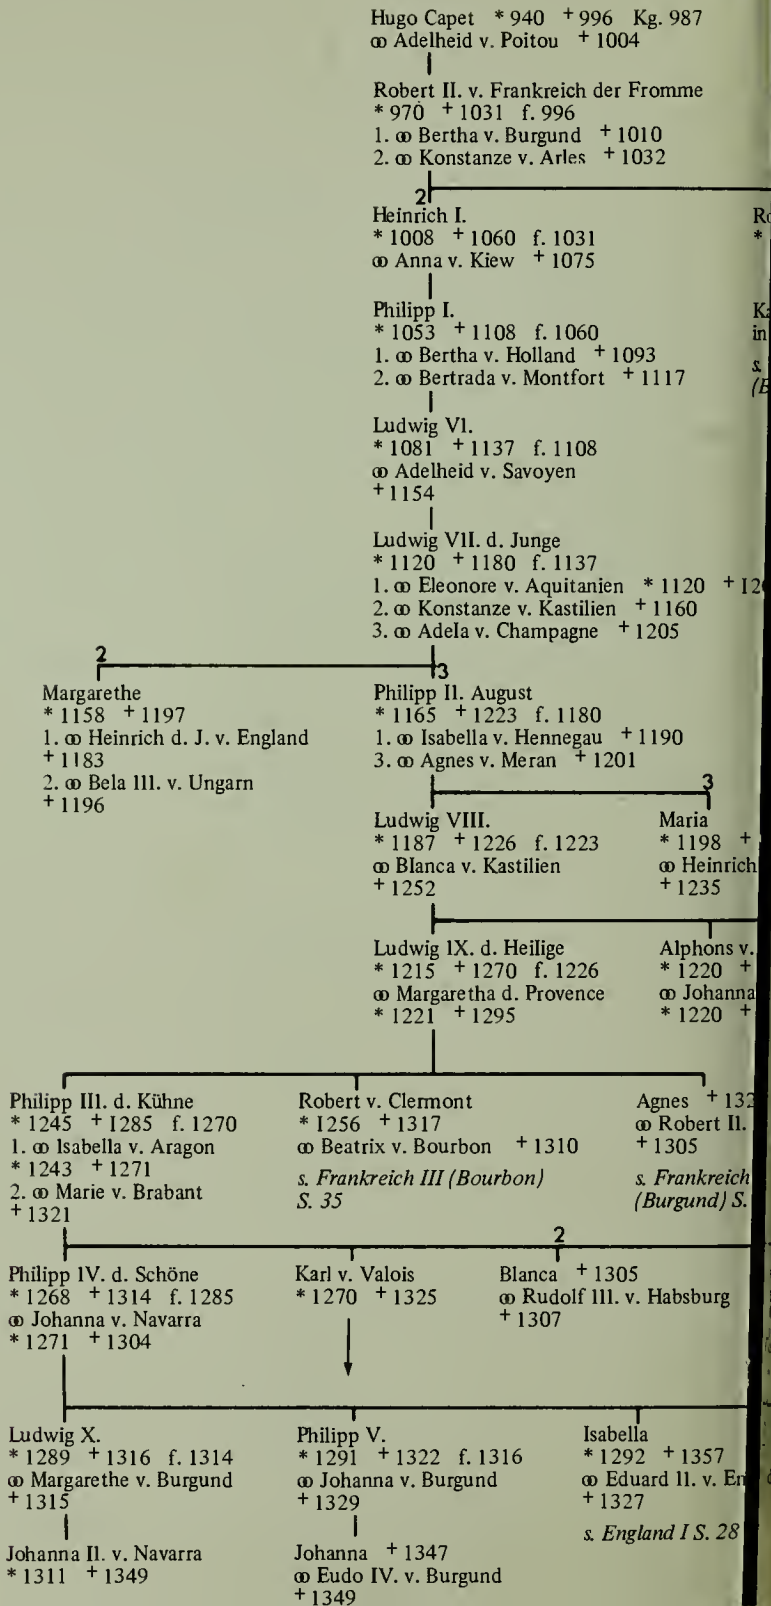 Hugo Capet * 940 + 996 Kg. 987
⚭ Adelheid v. Poitou + 1004
Robert II. v. Frankreich der Fromme
* 970 + 1031 f. 996
1. ⚭ Bertha v. Burgund + 1010
2. ⚭ Konstanze v. Arles + 1032
2
Heinrich I.
* 1008 + 1060 f. 1031
⚭ Anna v. Kiew + 1075
*
Philipp I.
* 1053 + 1108 f. 1060
1. ⚭ Bertha v. Holland + 1093
2. ⚭ Bertrada v. Montfort + 1117
in
s.
Ludwig VI.
* 1081 + 1137 f. 1108
⚭ Adelheid v. Savoyen
+ 1154
Ludwig VII. d. Junge
* 1120 + 1180 f. 1137
1. ⚭ Eleonore v. Aquitanien * 1120 +
2. ⚭ Konstanze v. Kastilien + 1160
3. ⚭ Adela v. Champagne + 1205
2
3
Margarethe
* 1158 + 1197
1. ⚭ Heinrich d. J. v. England
+ 1183
2. ⚭ Bela III. v. Ungarn
+ 1196
Philipp II. August
* 1165 + 1223 f. 1180
1. ⚭ Isabella v. Hennegau + 1190
3. ⚭ Agnes v. Meran + 1201
3
Ludwig VIII.
* 1187 + 1226 f. 1223
⚭ Blanca v. Kastilien
+ 1252
Maria
* 1198 +
⚭ Heinrich
+ 1235
Ludwig IX. d. Heilige
* 1215 + 1270 f. 1226
⚭ Margaretha d. Provence
* 1221 + 1295
Alphons v.
* 1220 +
⚭ Johanna
* 1220 +
Philipp III. d. Kühne
* 1245 + 1285 f. 1270
1. ⚭ Isabella v. Aragon
* 1243 + 1271
2. ⚭ Marie v. Brabant
+ 1321
Robert v. Clermont
* 1256 + 1317
⚭ Beatrix v. Bourbon + 1310
s. Frankreich III (Bourbon)
S. 35
Agnes + 132
⚭ Robert II.
+ 1305
s. Frankreich
(Burgund) S.
2
Philipp IV. d. Schöne
* 1268 + 1314 f. 1285
⚭ Johanna v. Navarra
* 1271 + 1304
Karl v. Valois
* 1270 + 1325
Blanca + 1305
⚭ Rudolf III. v. Habsburg
+ 1307
Ludwig X.
* 1289 + 1316 f. 1314
⚭ Margarethe v. Burgund
+ 1315
Philipp V.
* 1291 + 1322 f. 1316
⚭ Johanna v. Burgund
+ 1329
Isabella
* 1292 + 1357
⚭ Eduard II. v. En
+ 1327
s. England I S. 28
Johanna II. v. Navarra
* 1311 + 1349
Johanna + 1347
⚭ Eudo IV. v. Burgund
+ 1349